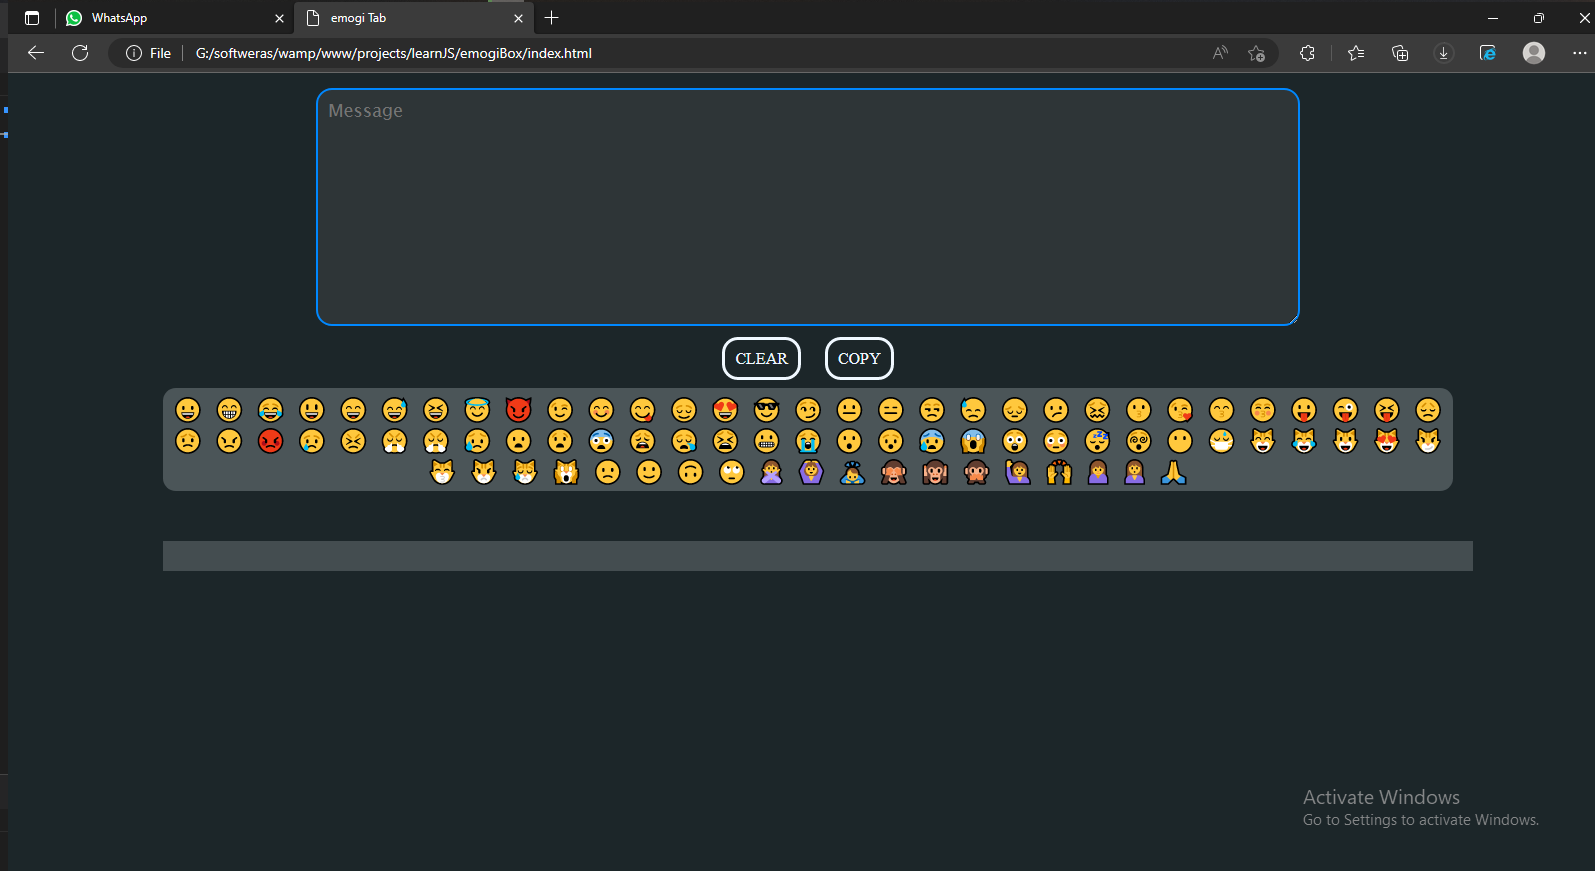 WhatsApp
emogi Tab
File
G:/softweras/wamp/www/projects/learnJS/emogiBox/index.html
Message
CLEAR
COPY
Activate Windows
Go to Settings to activate Windows.